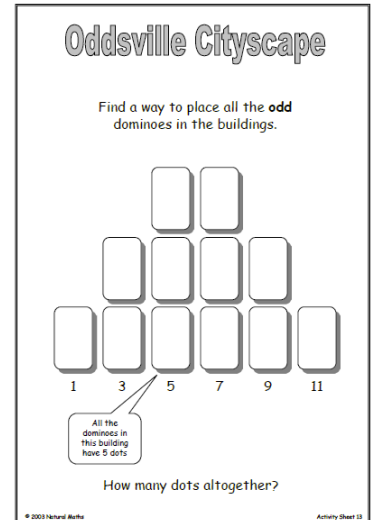 Oddsville Cityscape
Find a way to place all the odd
dominoes in the buildings.
1 3 5 7 9 11
All the
dominoes in
this building
have 5 dots
How many dots altogether?
© 2003 Natural Maths Activity Sheet 13